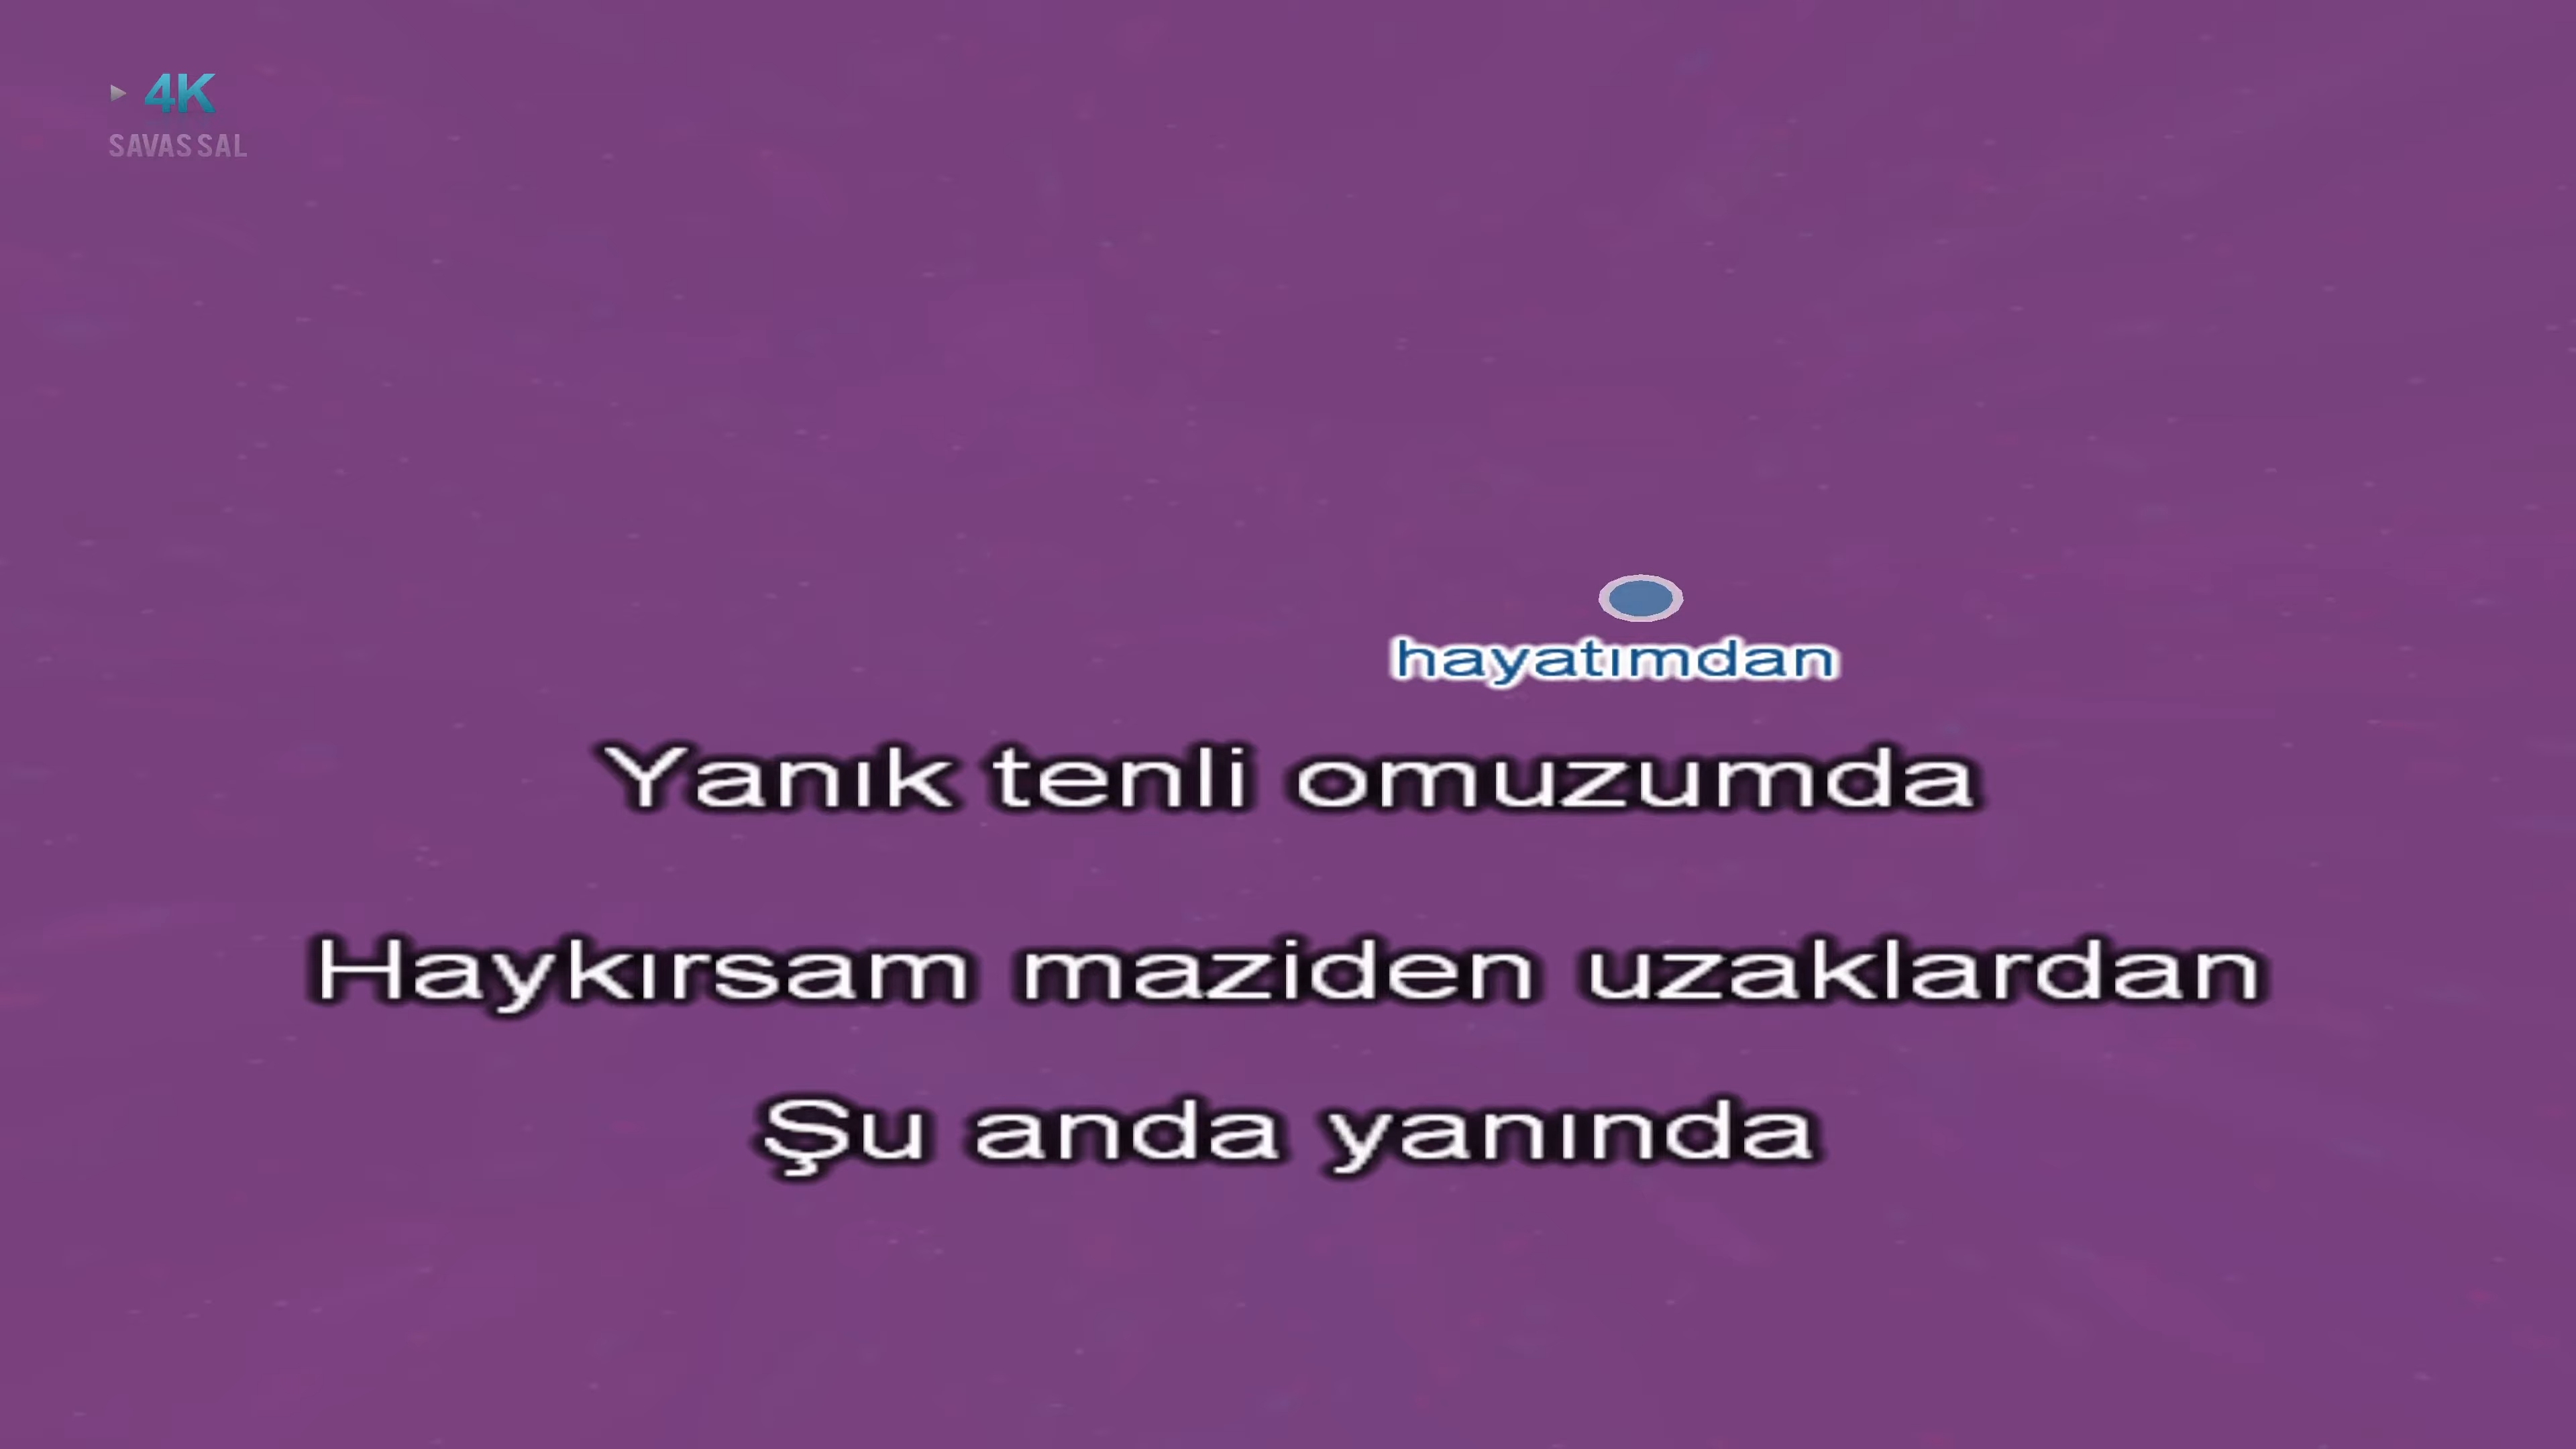 4K
SAVAS SAL
hayatımdan
Yanık tenli omuzumda
Haykırsam maziden uzaklardan
Şu anda yanında